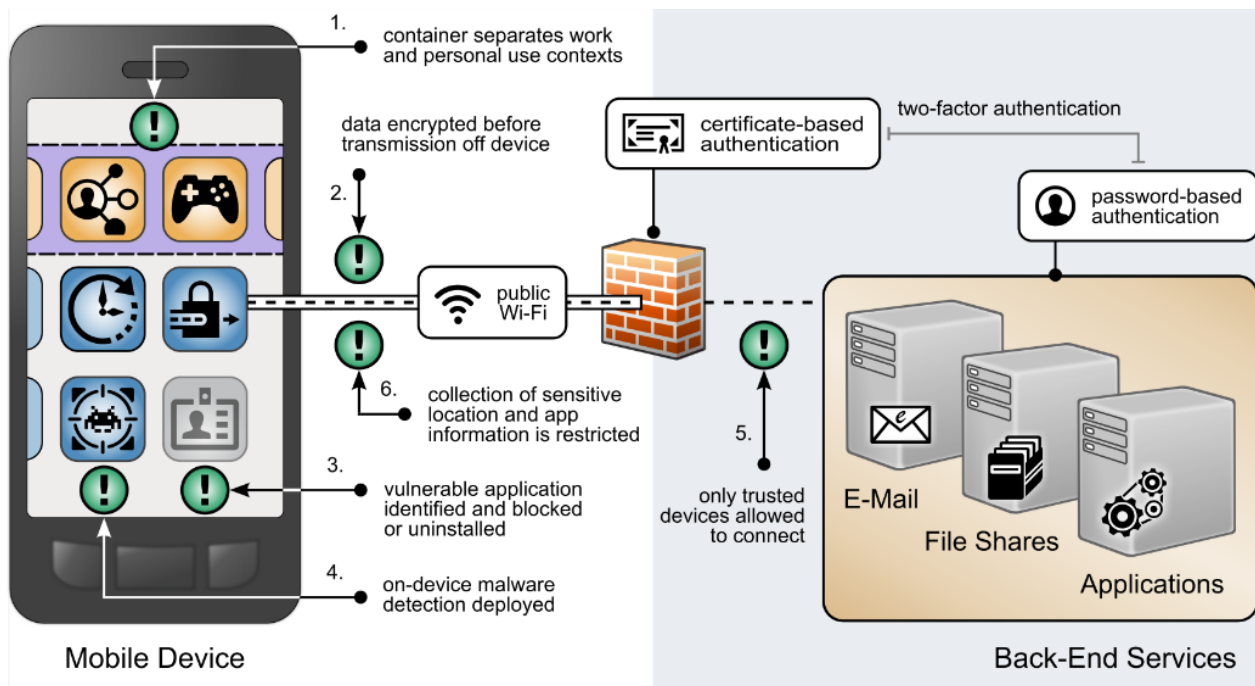 1.
container separates work
and personal use contexts
data encrypted before
transmission off device
2.
public
Wi-Fi
6.
collection of sensitive
location and app
information is restricted
3.
vulnerable application
identified and blocked
or uninstalled
4.
on-device malware
detection deployed
Mobile Device
certificate-based
authentication
two-factor authentication
password-based
authentication
5.
only trusted
devices allowed
to connect
e
E-Mail
File Shares
Applications
Back-End Services